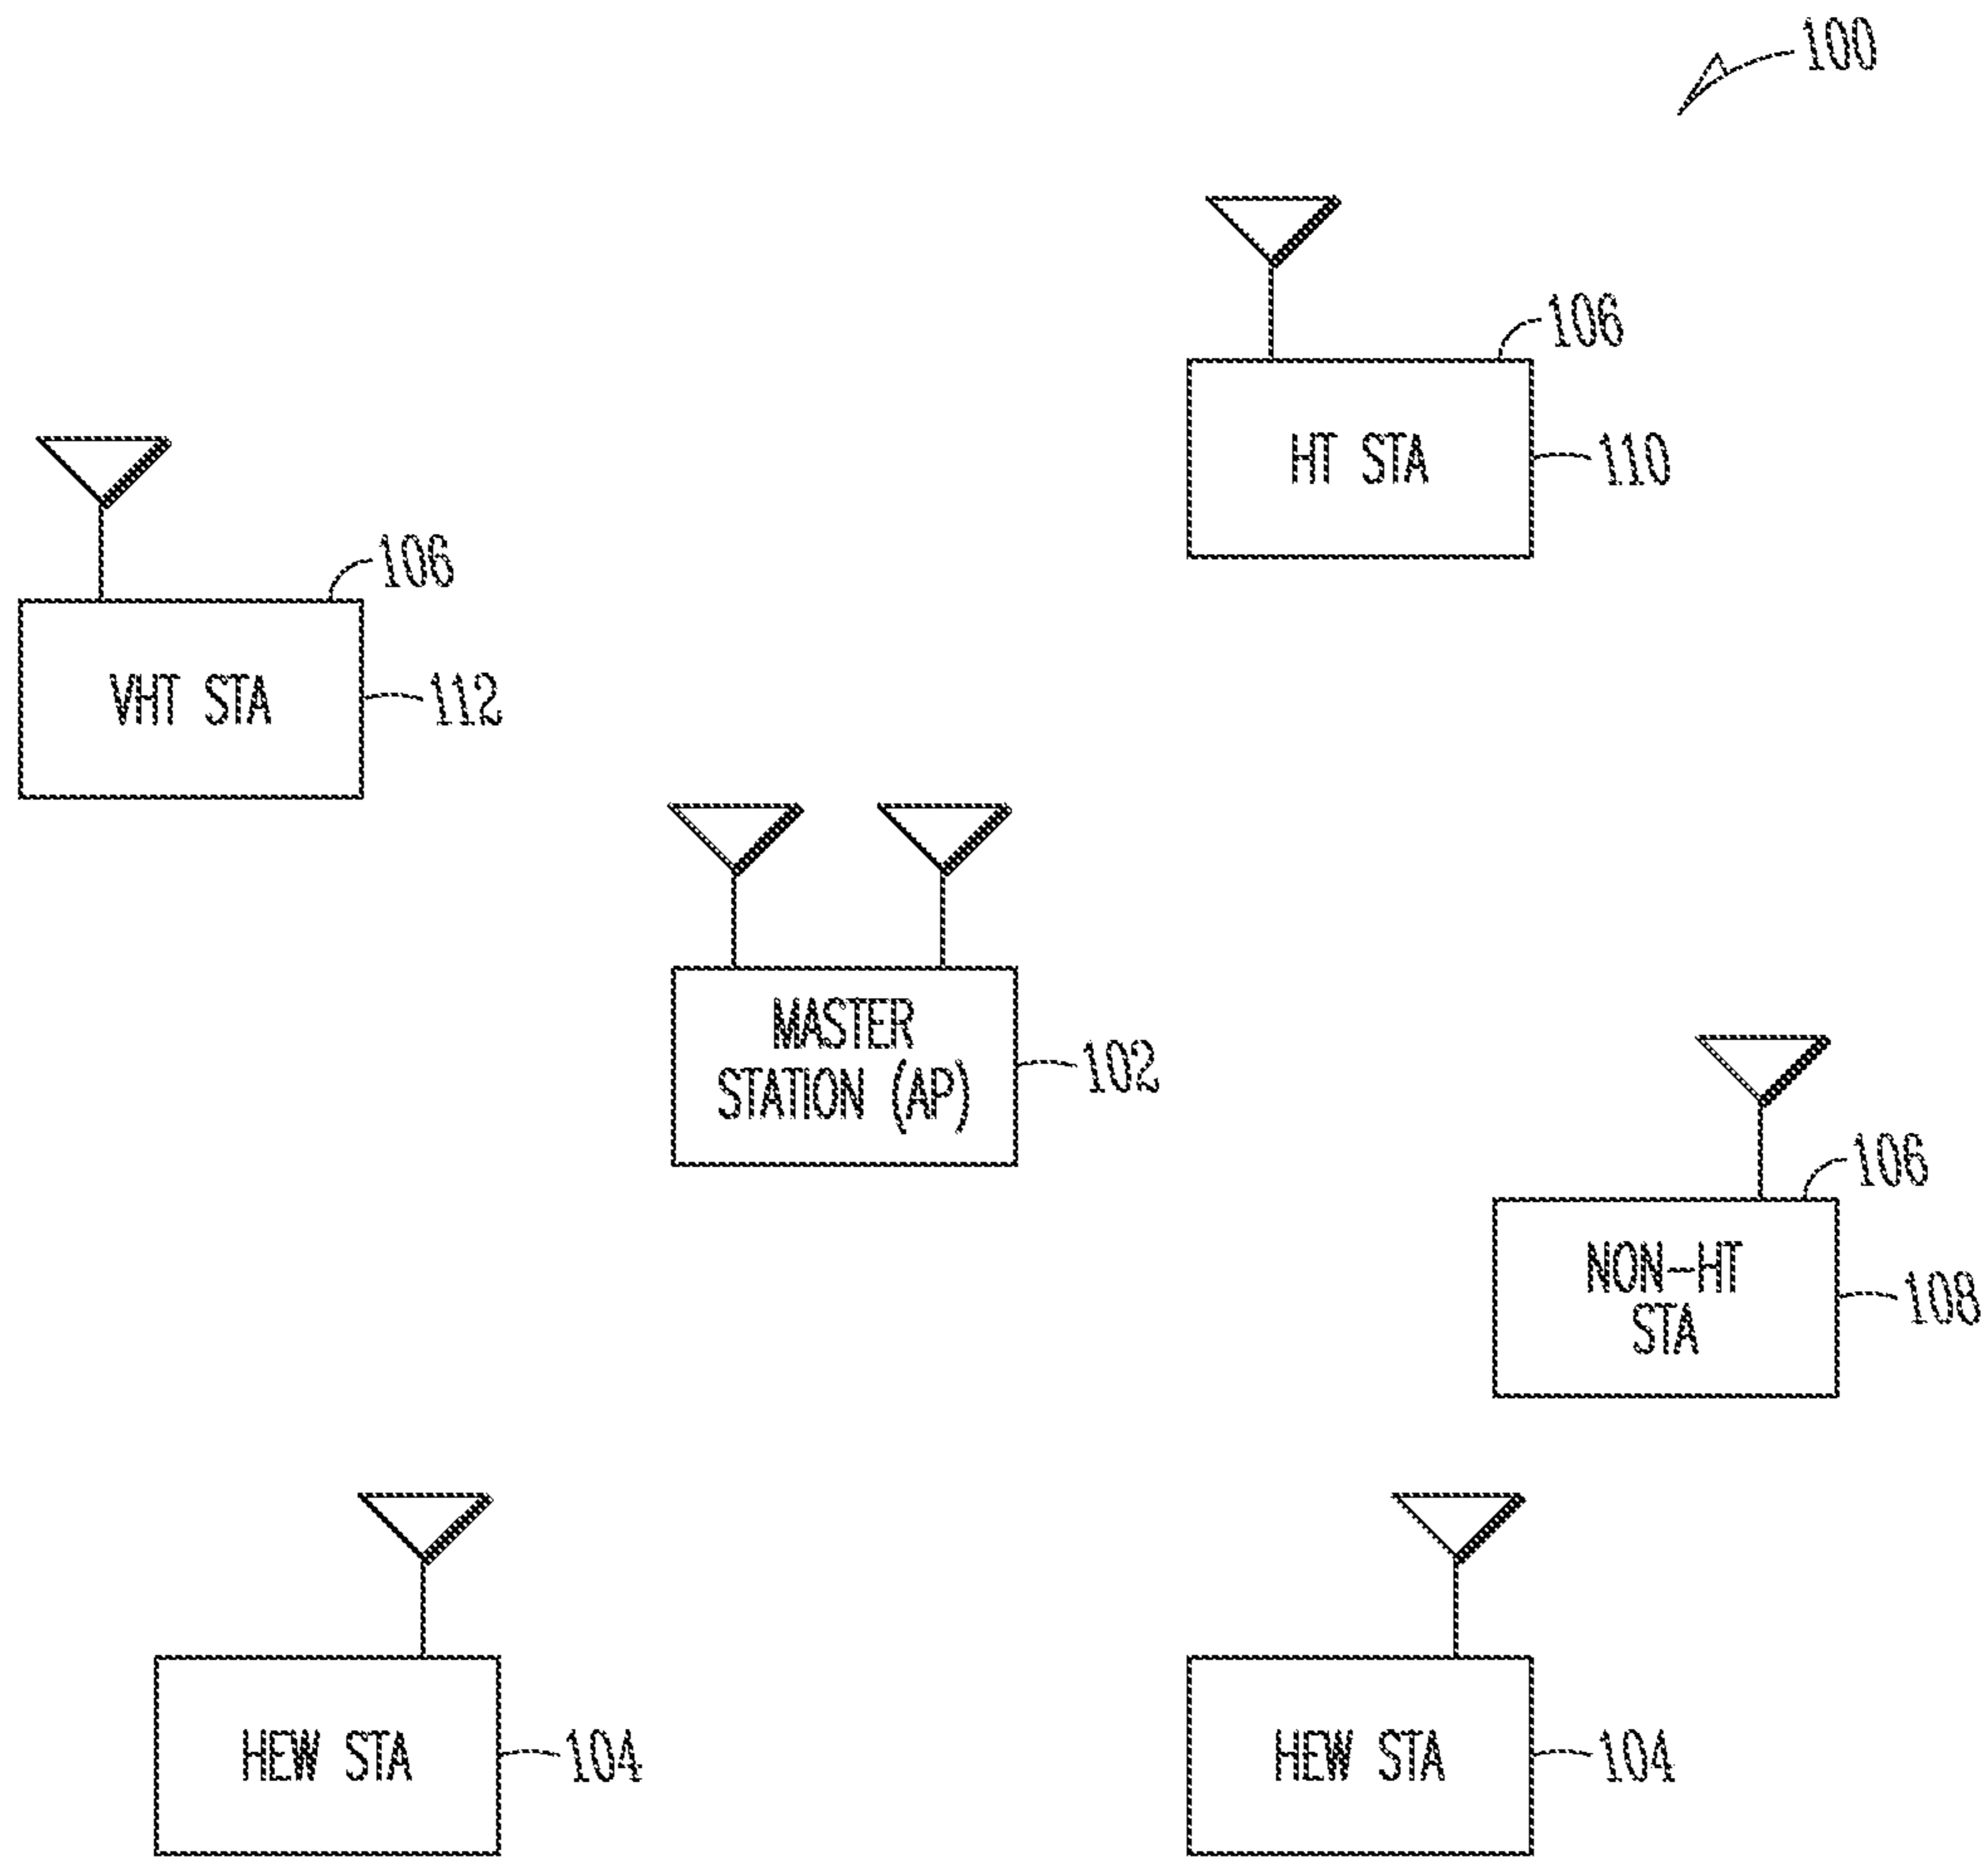 100
106
HT STA
110
106
VHT STA
112
MASTER
STATION (AP)
102
106
NON-HT
STA
108
HEW STA
104
HEW STA
104